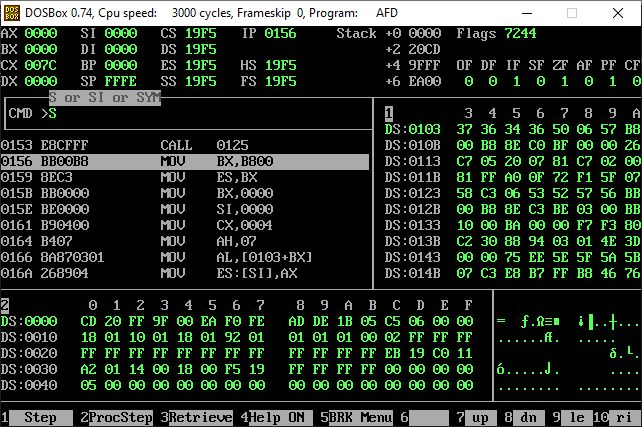 DOSBox 0.74, Cpu speed: 3000 cycles, Frameskip 0, Program: AFD
AX 0000 SI 0000 CS 19F5 IP 0156 Stack +0 0000 Flags 7244
BX 0000 DI 0000 DS 19F5 +2 20CD
CX 007C BP 0000 ES 19F5 HS 19F5 +4 9FFF OF DF IF SF ZF AF PF CF
DX 0000 SP FFFE SS 19F5 FS 19F5 +6 EA00 0 0 1 0 1 0 1 0
S or SI or SYM
CMD >S
1 3 4 5 6 7 8 9 A
DS:0103 37 36 34 36 50 06 57 B8
DS:010B 00 B8 8E C0 BF 00 00 26
DS:0113 C7 05 20 07 81 C7 02 00
DS:011B 81 FF A0 0F 72 F1 5F 07
DS:0123 58 C3 06 53 52 57 56 BB
DS:012B 00 B8 8E C3 BE 03 00 BB
DS:0133 10 00 BA 00 00 F7 F3 80
DS:013B C2 30 88 94 03 01 4E 3D
DS:0143 00 00 75 EE 5E 5F 5A 5B
DS:014B 07 C3 E8 B7 FF B8 46 76
0153 E8CFFF CALL 0125
0156 BB00B8 MOV BX,B800
0159 8EC3 MOV ES,BX
015B BB0000 MOV BX,0000
015E BE0000 MOV SI,0000
0161 B90400 MOV CX,0004
0164 B407 MOV AH,07
0166 8A870301 MOV AL,[0103+BX]
016A 268904 MOV ES:[SI],AX
2 0 1 2 3 4 5 6 7 8 9 A B C D E F
DS:0000 CD 20 FF 9F 00 EA F0 FE AD DE 1B 05 C5 06 00 00 = ƒ.Ω≡■ ¡▐..┼...
DS:0010 18 01 10 01 18 01 92 01 01 01 01 00 02 FF FF FF ......Æ. .....
DS:0020 FF FF FF FF FF FF FF FF FF FF FF FF EB 19 C0 11 δ.└.
DS:0030 A2 01 14 00 18 00 F5 19 FF FF FF FF 00 00 00 00 ó.....⌡. ....
DS:0040 05 00 00 00 00 00 00 00 00 00 00 00 00 00 00 00 ........ ........
1 Step 2 ProcStep 3 Retrieve 4 Help ON 5 BRK Menu 6 7 up 8 dn 9 le 10 ri